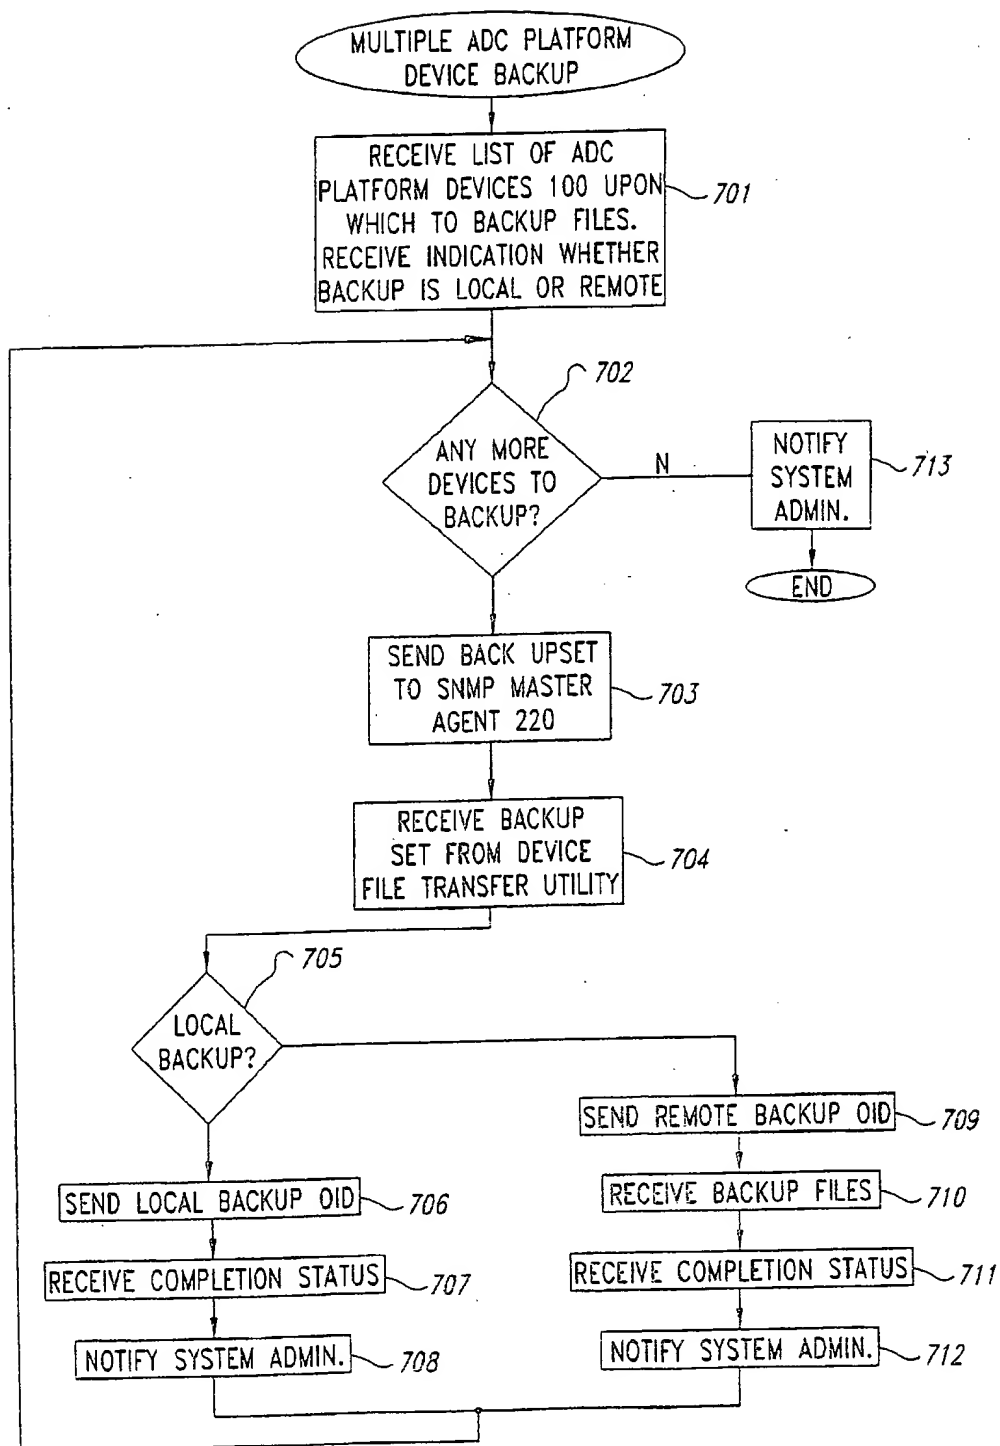 MULTIPLE ADC PLATFORM
DEVICE BACKUP
RECEIVE LIST OF ADC
PLATFORM DEVICES 100 UPON
WHICH TO BACKUP FILES.
RECEIVE INDICATION WHETHER
BACKUP IS LOCAL OR REMOTE
701
702
ANY MORE
DEVICES TO
BACKUP?
N
NOTIFY
SYSTEM
ADMIN.
713
END
SEND BACK UPSET
TO SNMP MASTER
AGENT 220
703
RECEIVE BACKUP
SET FROM DEVICE
FILE TRANSFER UTILITY
704
705
LOCAL
BACKUP?
SEND LOCAL BACKUP OID
706
RECEIVE COMPLETION STATUS
707
NOTIFY SYSTEM ADMIN.
708
SEND REMOTE BACKUP OID
709
RECEIVE BACKUP FILES
710
RECEIVE COMPLETION STATUS
711
NOTIFY SYSTEM ADMIN.
712